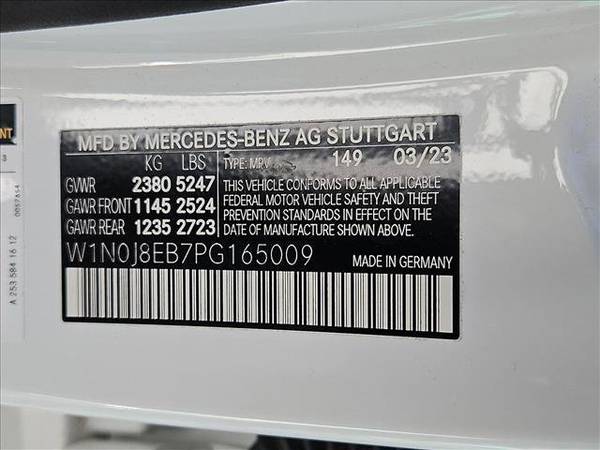 MFD BY MERCEDES-BENZ AG STUTTGART
KG LBS
TYPE: MRV 149 03/23
GVWR 2380 5247
GAWR FRONT 1145 2524
GAWR REAR 1235 2723
THIS VEHICLE CONFORMS TO ALL APPLICABLE
FEDERAL MOTOR VEHICLE SAFETY AND THEFT
PREVENTION STANDARDS IN EFFECT ON THE
DATE OF MANUFACTURE SHOWN ABOVE.
W1N0J8EB7PG165009
MADE IN GERMANY
A 253 584 16 12